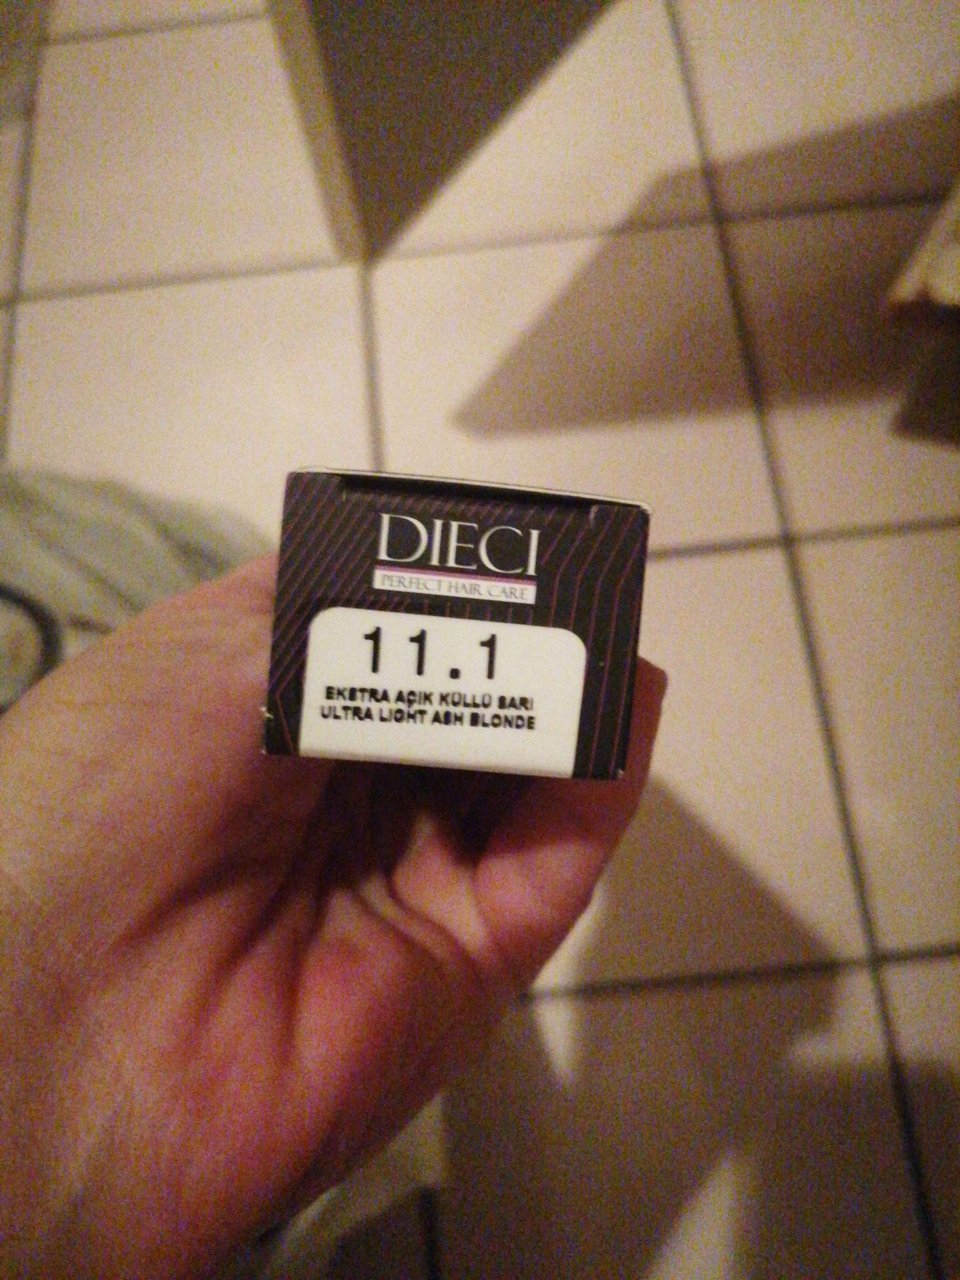 DIECI
PERFECT HAIR CARE
11.1
EKSTRA AÇIK KÜLLÜ SARI
ULTRA LIGHT ASH BLONDE